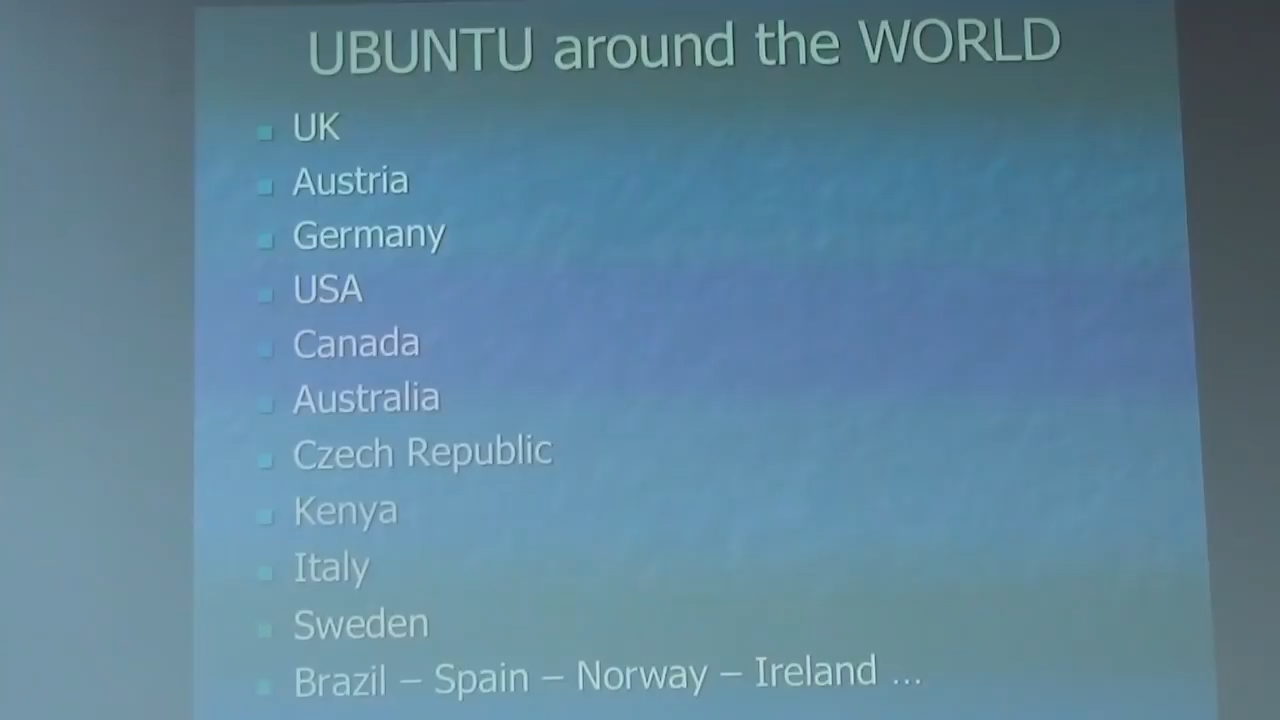 UBUNTU around the WORLD
UK
Austria
Germany
USA
Canada
Australia
Czech Republic
Kenya
Italy
Sweden
Brazil – Spain – Norway – Ireland ...